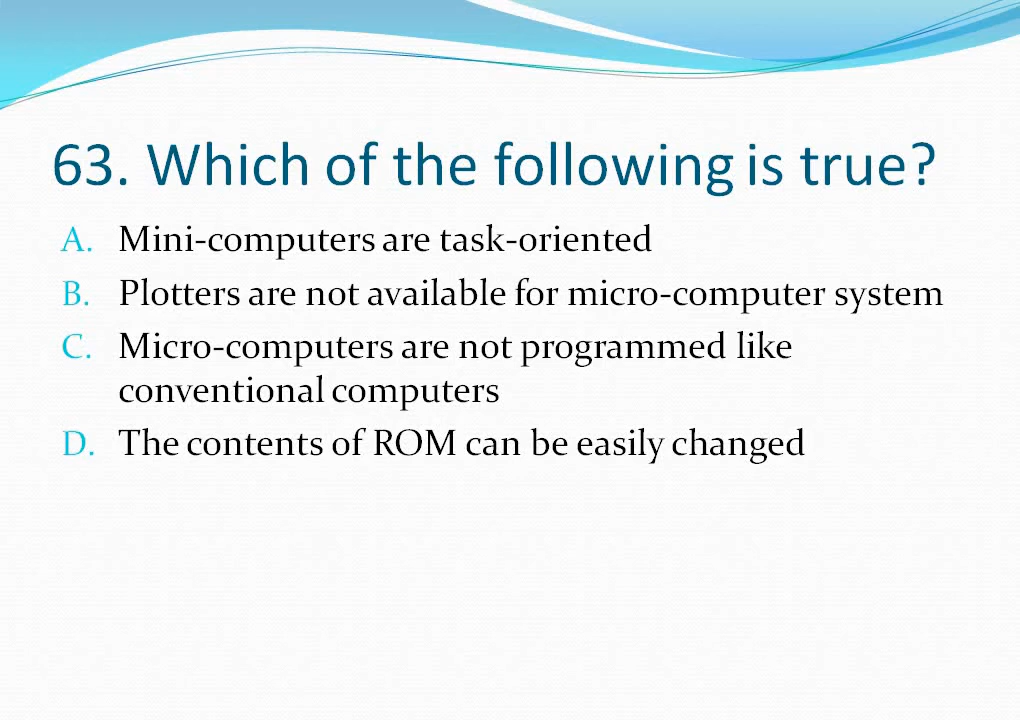 63. Which of the following is true?
A. Mini-computers are task-oriented
B. Plotters are not available for micro-computer system
C. Micro-computers are not programmed like
conventional computers
D. The contents of ROM can be easily changed